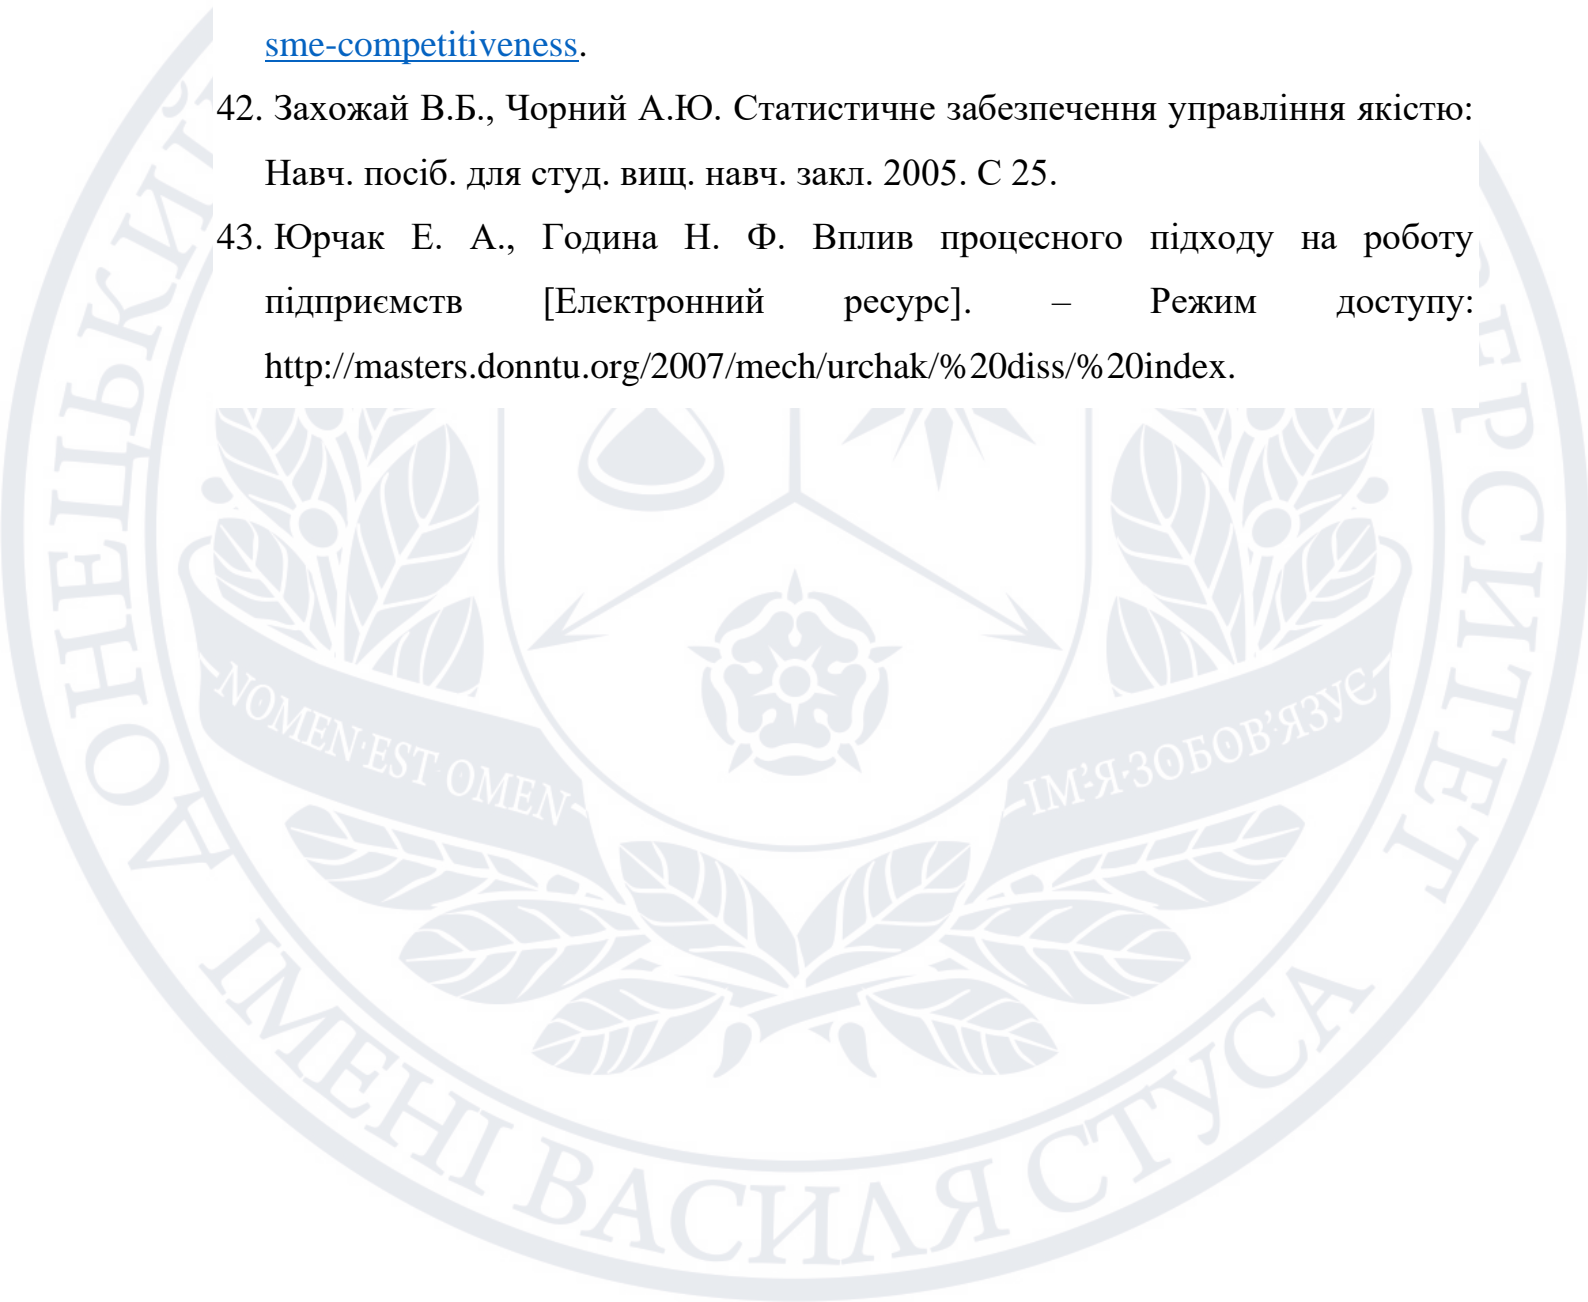 sme-competitiveness.
42. Захожай В.Б., Чорний А.Ю. Статистичне забезпечення управління якістю:
Навч. посіб. для студ. вищ. навч. закл. 2005. С 25.
43. Юрчак Е. А., Година Н. Ф. Вплив процесного підходу на роботу
підприємств [Електронний ресурс]. – Режим доступу:
http://masters.donntu.org/2007/mech/urchak/%20diss/%20index.
ДОНЕЦЬКИЙ
ЕРСИТЕТ
NOMEN·EST·OMEN
ІМ’Я·ЗОБОВ’ЯЗУЄ
ІМЕНІ ВАСИЛЯ СТУСА